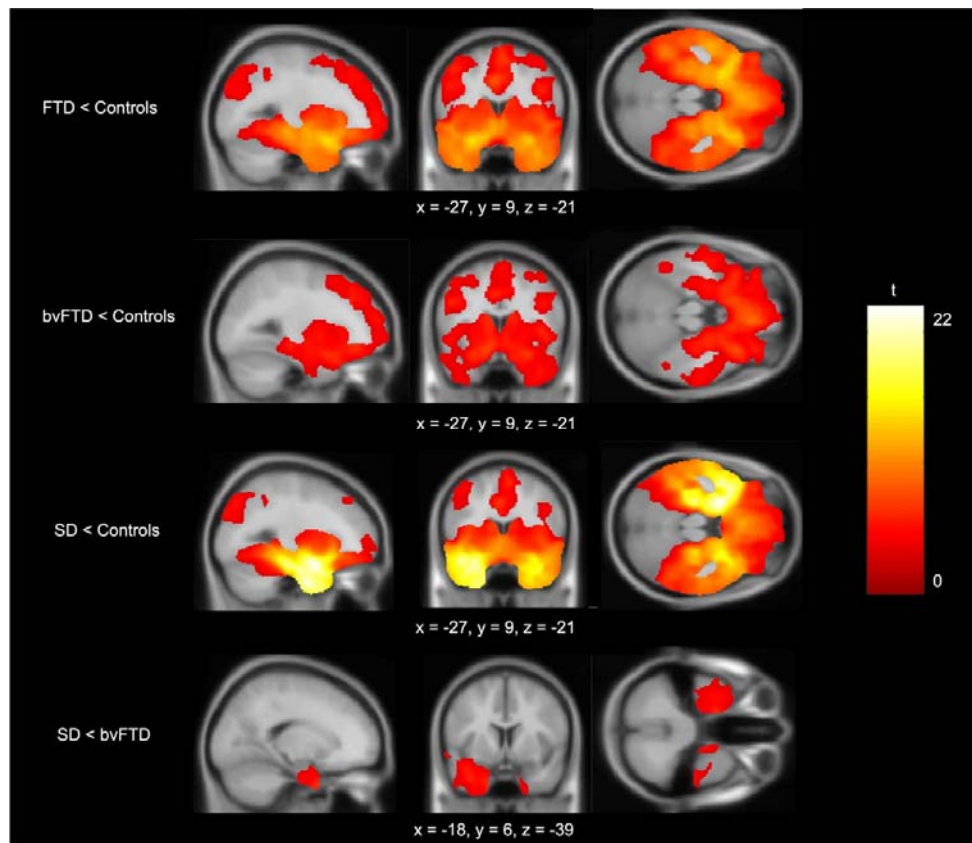 FTD < Controls
x = -27, y = 9, z = -21
bvFTD < Controls
x = -27, y = 9, z = -21
t
22
0
SD < Controls
x = -27, y = 9, z = -21
SD < bvFTD
x = -18, y = 6, z = -39